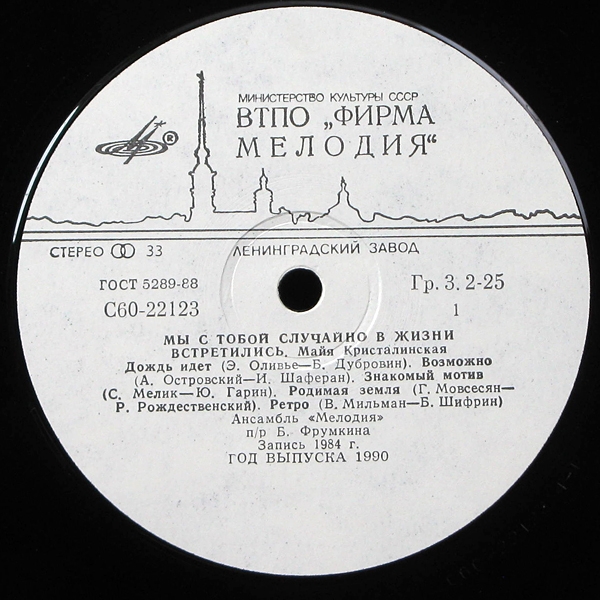 МИНИСТЕРСТВО КУЛЬТУРЫ СССР
ВТПО „ФИРМА
МЕЛОДИЯ“
®
СТЕРЕО 33
ЛЕНИНГРАДСКИЙ ЗАВОД
ГОСТ 5289-88
Гр. 3. 2-25
С60-22123
1
МЫ С ТОБОЙ СЛУЧАЙНО В ЖИЗНИ
ВСТРЕТИЛИСЬ. Майя Кристалинская
Дождь идет (Э. Оливье—Б. Дубровин). Возможно
(А. Островский—И. Шаферан). Знакомый мотив
(С. Мелик—Ю. Гарин). Родимая земля (Г. Мовсесян—
Р. Рождественский). Ретро (В. Мильман—Б. Шифрин)
Ансамбль «Мелодия»
п/р Б. Фрумкина
Запись 1984 г.
ГОД ВЫПУСКА 1990